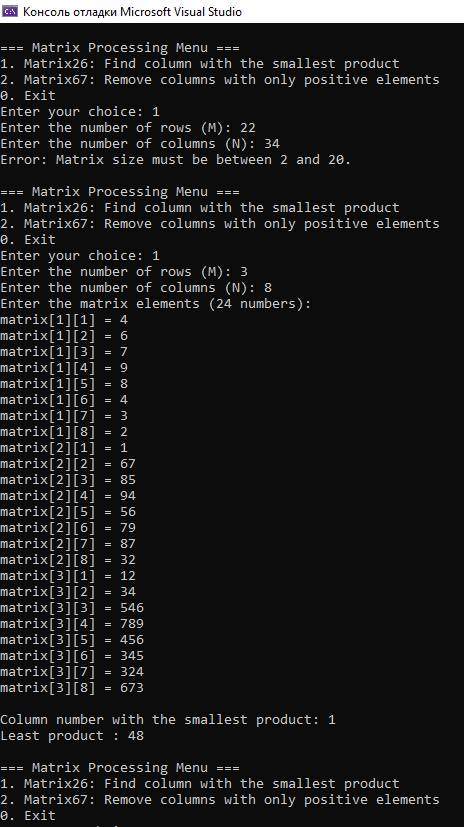 Консоль отладки Microsoft Visual Studio
=== Matrix Processing Menu ===
1. Matrix26: Find column with the smallest product
2. Matrix67: Remove columns with only positive elements
0. Exit
Enter your choice: 1
Enter the number of rows (M): 22
Enter the number of columns (N): 34
Error: Matrix size must be between 2 and 20.
=== Matrix Processing Menu ===
1. Matrix26: Find column with the smallest product
2. Matrix67: Remove columns with only positive elements
0. Exit
Enter your choice: 1
Enter the number of rows (M): 3
Enter the number of columns (N): 8
Enter the matrix elements (24 numbers):
matrix[1][1] = 4
matrix[1][2] = 6
matrix[1][3] = 7
matrix[1][4] = 9
matrix[1][5] = 8
matrix[1][6] = 4
matrix[1][7] = 3
matrix[1][8] = 2
matrix[2][1] = 1
matrix[2][2] = 67
matrix[2][3] = 85
matrix[2][4] = 94
matrix[2][5] = 56
matrix[2][6] = 79
matrix[2][7] = 87
matrix[2][8] = 32
matrix[3][1] = 12
matrix[3][2] = 34
matrix[3][3] = 546
matrix[3][4] = 789
matrix[3][5] = 456
matrix[3][6] = 345
matrix[3][7] = 324
matrix[3][8] = 673
Column number with the smallest product: 1
Least product : 48
=== Matrix Processing Menu ===
1. Matrix26: Find column with the smallest product
2. Matrix67: Remove columns with only positive elements
0. Exit